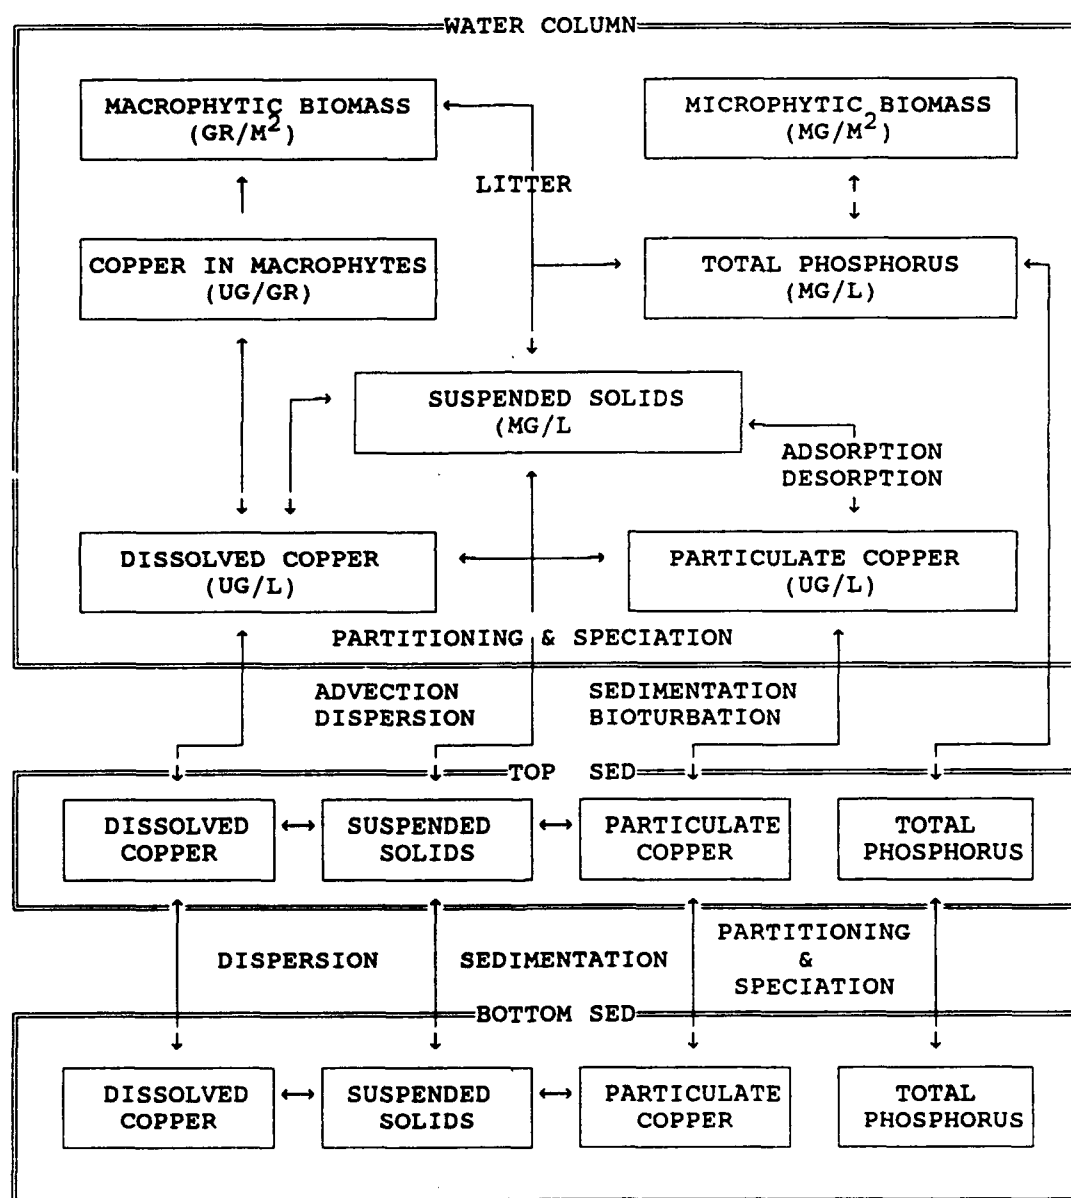 WATER COLUMN
MACROPHYTIC BIOMASS
(GR/M²)
MICROPHYTIC BIOMASS
(MG/M²)
LITTER
COPPER IN MACROPHYTES
(UG/GR)
TOTAL PHOSPHORUS
(MG/L)
SUSPENDED SOLIDS
(MG/L
ADSORPTION
DESORPTION
DISSOLVED COPPER
(UG/L)
PARTICULATE COPPER
(UG/L)
PARTITIONING & SPECIATION
ADVECTION
DISPERSION
SEDIMENTATION
BIOTURBATION
TOP SED
DISSOLVED
COPPER
SUSPENDED
SOLIDS
PARTICULATE
COPPER
TOTAL
PHOSPHORUS
DISPERSION
SEDIMENTATION
PARTITIONING
&
SPECIATION
BOTTOM SED
DISSOLVED
COPPER
SUSPENDED
SOLIDS
PARTICULATE
COPPER
TOTAL
PHOSPHORUS